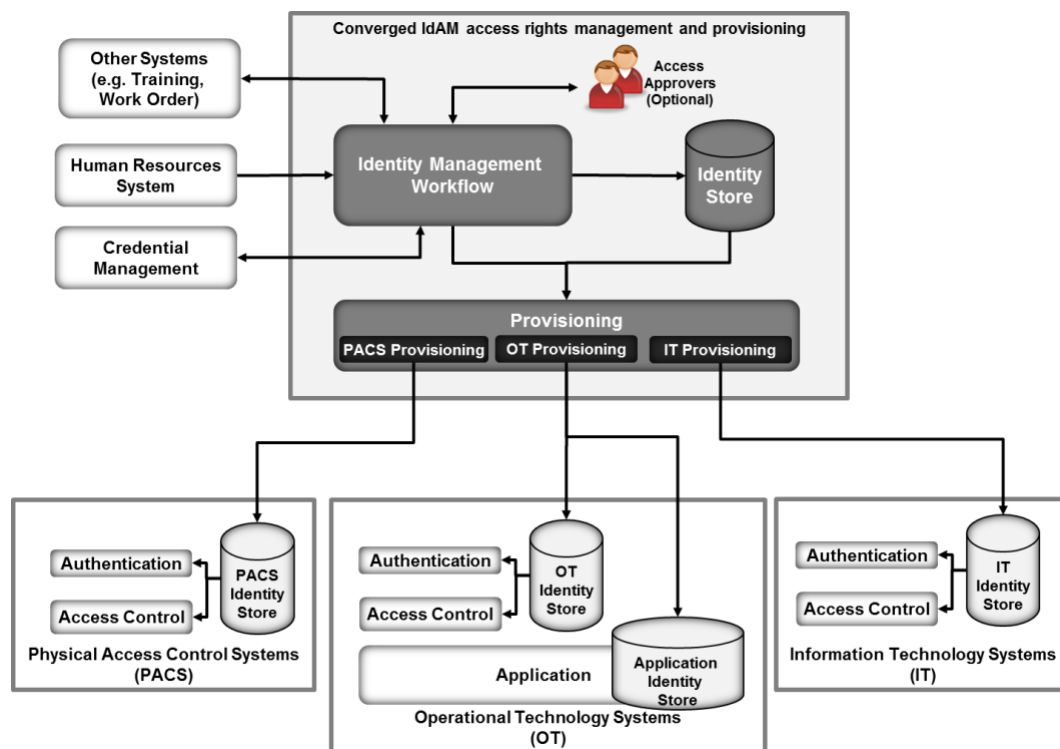 Converged IdAM access rights management and provisioning
Other Systems
(e.g. Training,
Work Order)
Access
Approvers
(Optional)
Human Resources
System
Identity Management
Workflow
Identity
Store
Credential
Management
Provisioning
PACS Provisioning
OT Provisioning
IT Provisioning
Authentication
Access Control
PACS
Identity
Store
Physical Access Control Systems
(PACS)
Authentication
Access Control
OT
Identity
Store
Application
Application
Identity
Store
Operational Technology Systems
(OT)
Authentication
Access Control
IT
Identity
Store
Information Technology Systems
(IT)